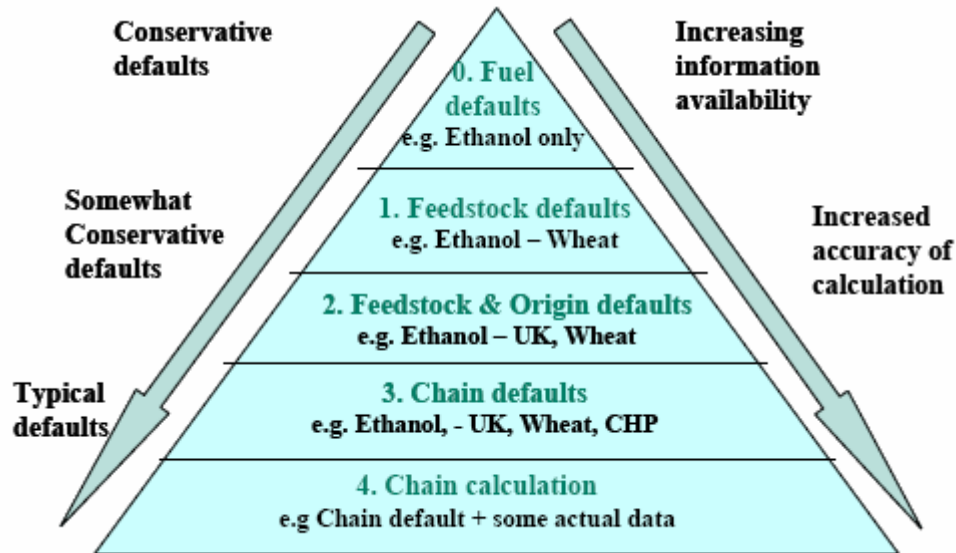 Conservative
defaults
Increasing
information
availability
0. Fuel
defaults
e.g. Ethanol only
Somewhat
Conservative
defaults
1. Feedstock defaults
e.g. Ethanol – Wheat
Increased
accuracy of
calculation
2. Feedstock & Origin defaults
e.g. Ethanol – UK, Wheat
Typical
defaults
3. Chain defaults
e.g. Ethanol, - UK, Wheat, CHP
4. Chain calculation
e.g Chain default + some actual data